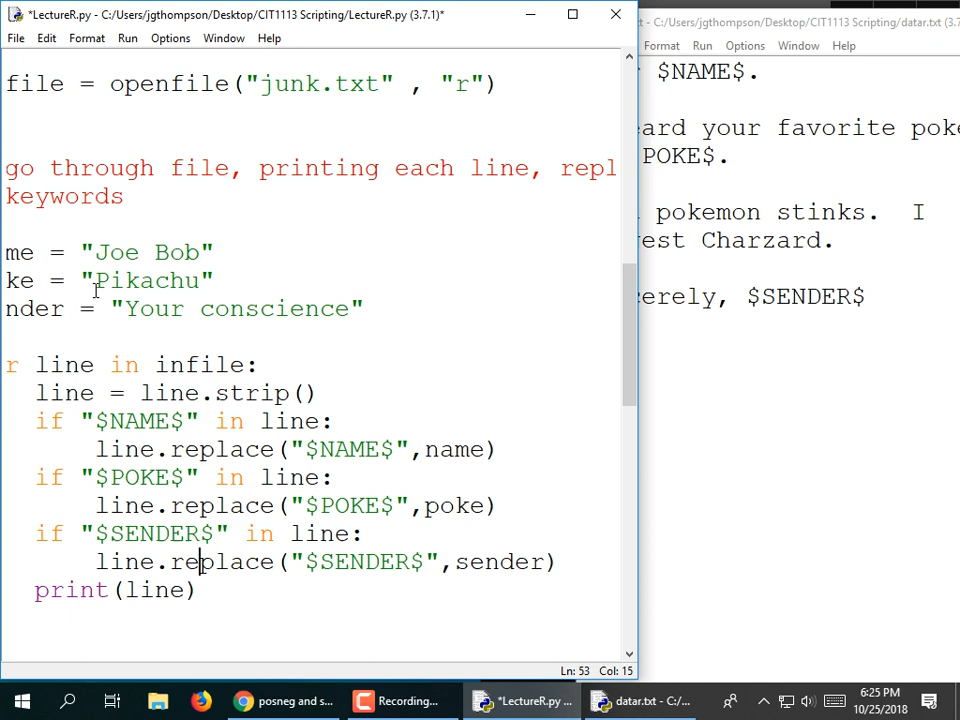 *LectureR.py - C:/Users/jgthompson/Desktop/CIT1113 Scripting/LectureR.py (3.7.1)*
t - C:/Users/jgthompson/Desktop/CIT1113 Scripting/datar.txt (3.7
File Edit Format Run Options Window Help
Format Run Options Window Help
file = openfile("junk.txt" , "r")
go through file, printing each line, repl
keywords
me = "Joe Bob"
ke = "Pikachu"
nder = "Your conscience"
r line in infile:
line = line.strip()
if "$NAME$" in line:
line.replace("$NAME$",name)
if "$POKE$" in line:
line.replace("$POKE$",poke)
if "$SENDER$" in line:
line.replace("$SENDER$",sender)
print(line)
$NAME$.
eard your favorite poke
POKE$.
pokemon stinks. I
est Charzard.
cerely, $SENDER$
Ln: 53 Col: 15
posneg and s...
Recording...
*LectureR.py ...
datar.txt - C:/...
6:25 PM
10/25/2018